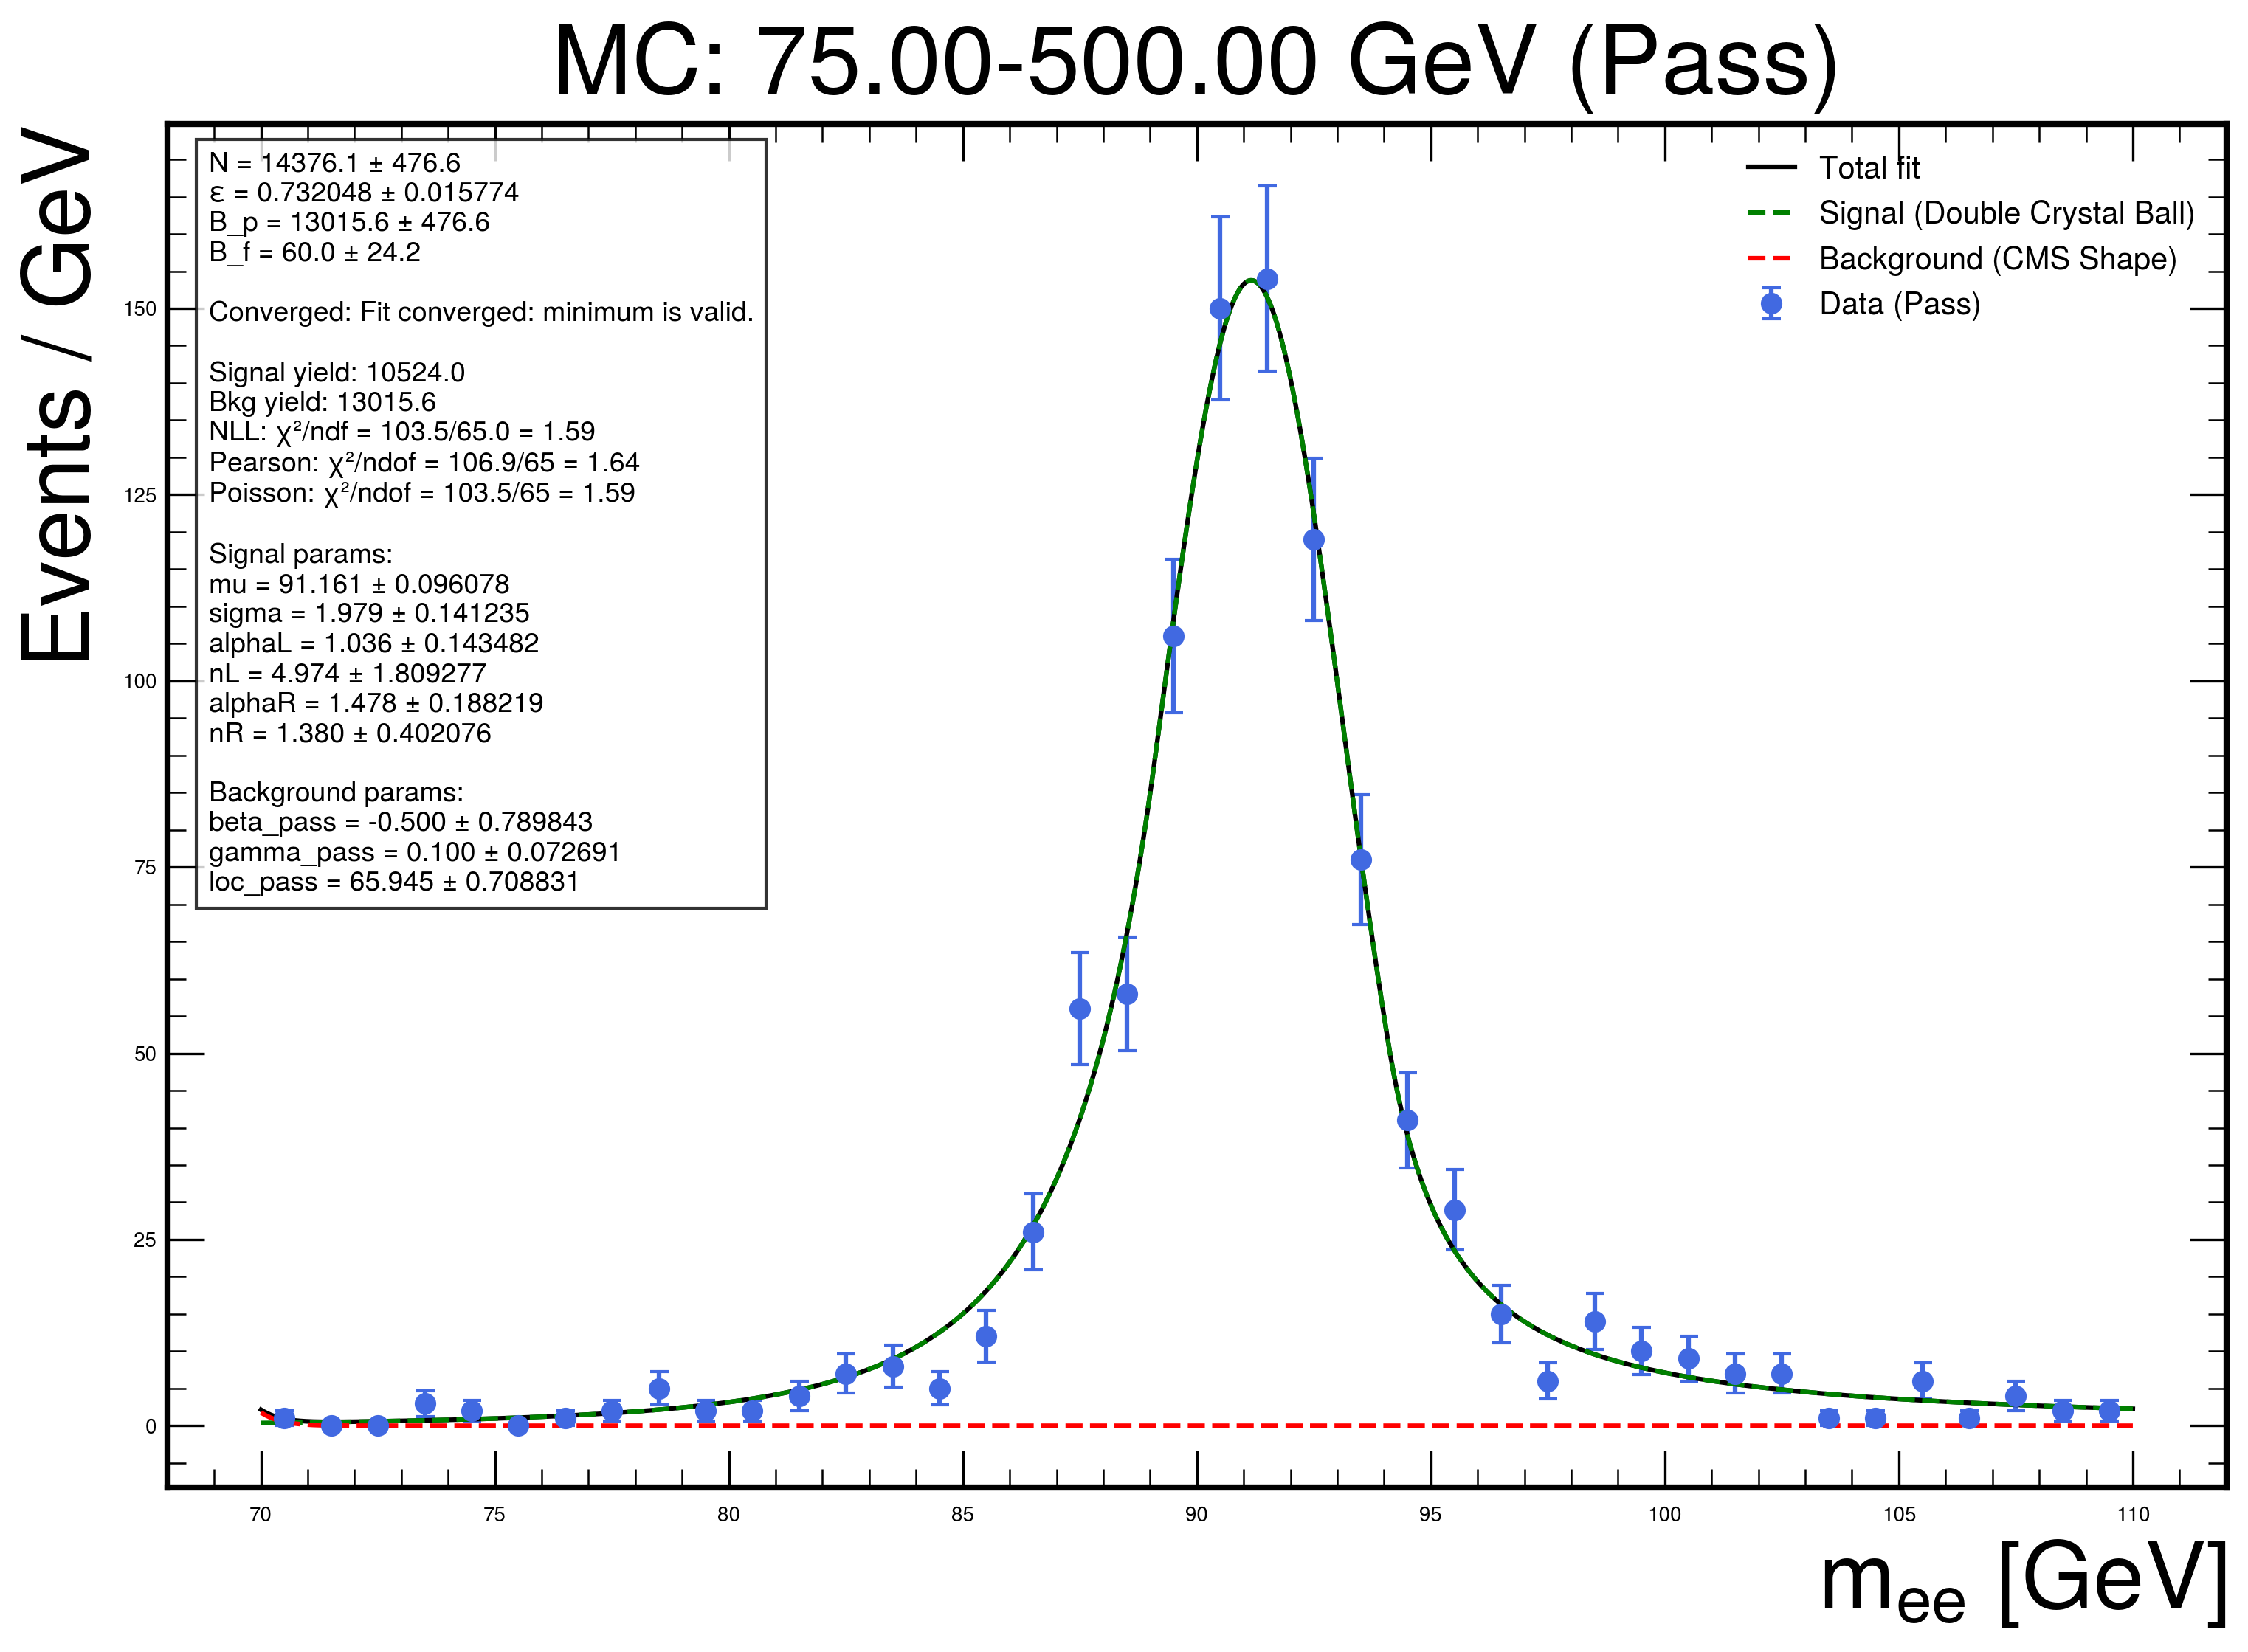 MC: 75.00-500.00 GeV (Pass)
Events / GeV
N = 14376.1 ± 476.6
ε = 0.732048 ± 0.015774
B_p = 13015.6 ± 476.6
B_f = 60.0 ± 24.2
Converged: Fit converged: minimum is valid.
Signal yield: 10524.0
Bkg yield: 13015.6
NLL: χ²/ndf = 103.5/65.0 = 1.59
Pearson: χ²/ndof = 106.9/65 = 1.64
Poisson: χ²/ndof = 103.5/65 = 1.59
Signal params:
mu = 91.161 ± 0.096078
sigma = 1.979 ± 0.141235
alphaL = 1.036 ± 0.143482
nL = 4.974 ± 1.809277
alphaR = 1.478 ± 0.188219
nR = 1.380 ± 0.402076
Background params:
beta_pass = -0.500 ± 0.789843
gamma_pass = 0.100 ± 0.072691
loc_pass = 65.945 ± 0.708831
Total fit
Signal (Double Crystal Ball)
Background (CMS Shape)
Data (Pass)
150
125
100
75
50
25
0
70 75 80 85 90 95 100 105 110
m_ee [GeV]